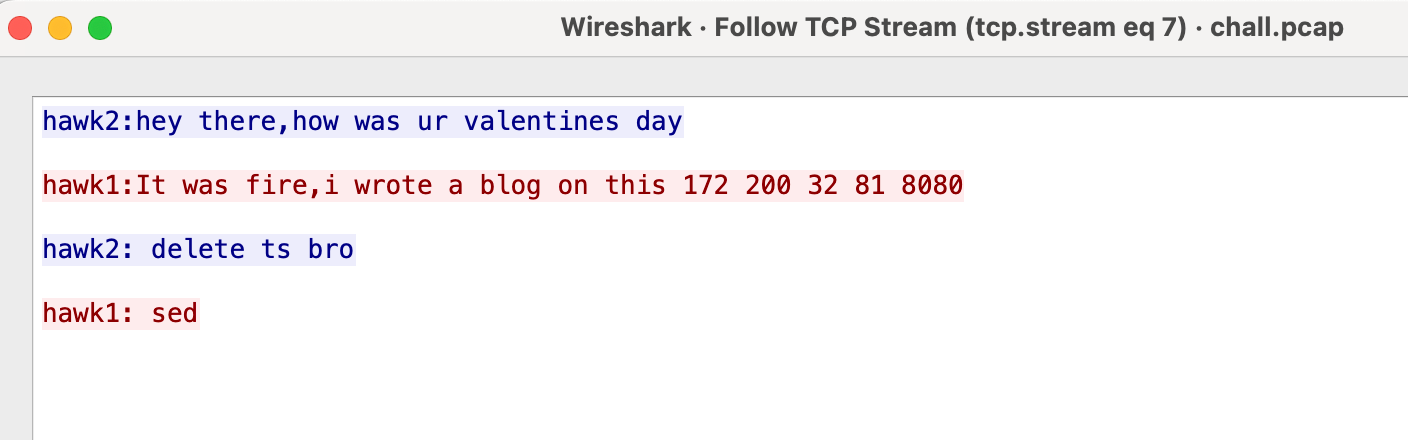 Wireshark · Follow TCP Stream (tcp.stream eq 7) · chall.pcap
hawk2:hey there,how was ur valentines day
hawk1:It was fire,i wrote a blog on this 172 200 32 81 8080
hawk2: delete ts bro
hawk1: sed